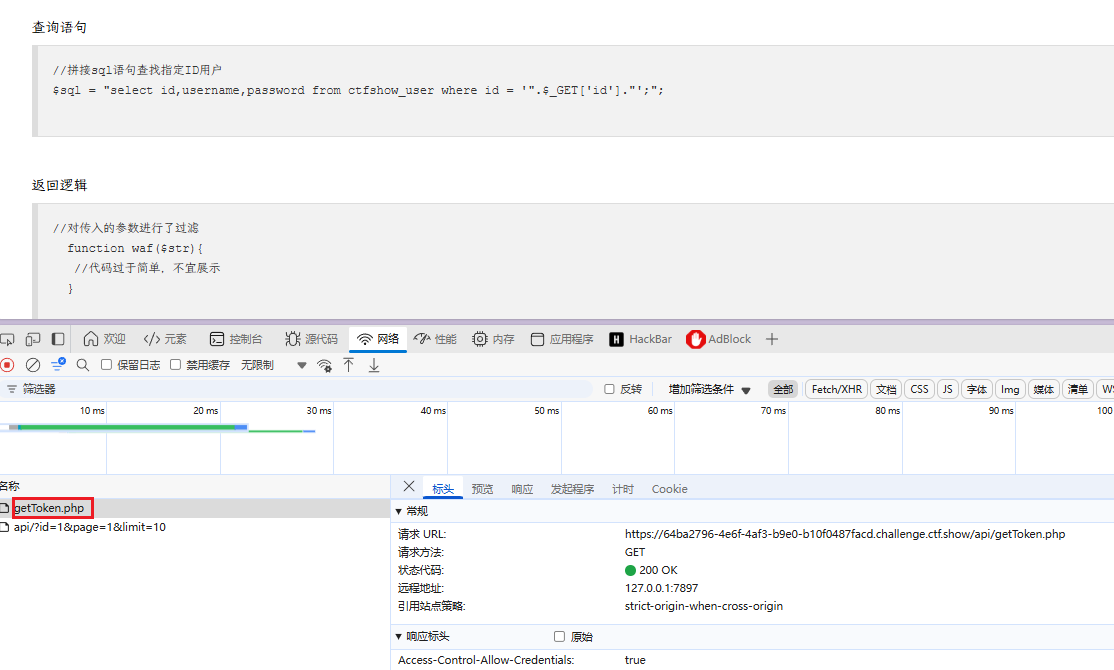 查询语句
//拼接sql语句查找指定ID用户
$sql = "select id,username,password from ctfshow_user where id = '".$_GET['id']."';";
返回逻辑
//对传入的参数进行了过滤
function waf($str){
//代码过于简单，不宜展示
}
欢迎 元素 控制台 源代码 网络 性能 内存 应用程序 HackBar AdBlock
保留日志 禁用缓存 无限制
筛选器 反转 增加筛选条件 全部 Fetch/XHR 文档 CSS JS 字体 Img 媒体 清单 WS
10 ms 20 ms 30 ms 40 ms 50 ms 60 ms 70 ms 80 ms 90 ms 100
名称 标头 预览 响应 发起程序 计时 Cookie
getToken.php
常规
api/?id=1&page=1&limit=10
请求 URL: https://64ba2796-4e6f-4af3-b9e0-b10f0487facd.challenge.ctf.show/api/getToken.php
请求方法: GET
状态代码: 200 OK
远程地址: 127.0.0.1:7897
引用站点策略: strict-origin-when-cross-origin
响应标头 原始
Access-Control-Allow-Credentials: true